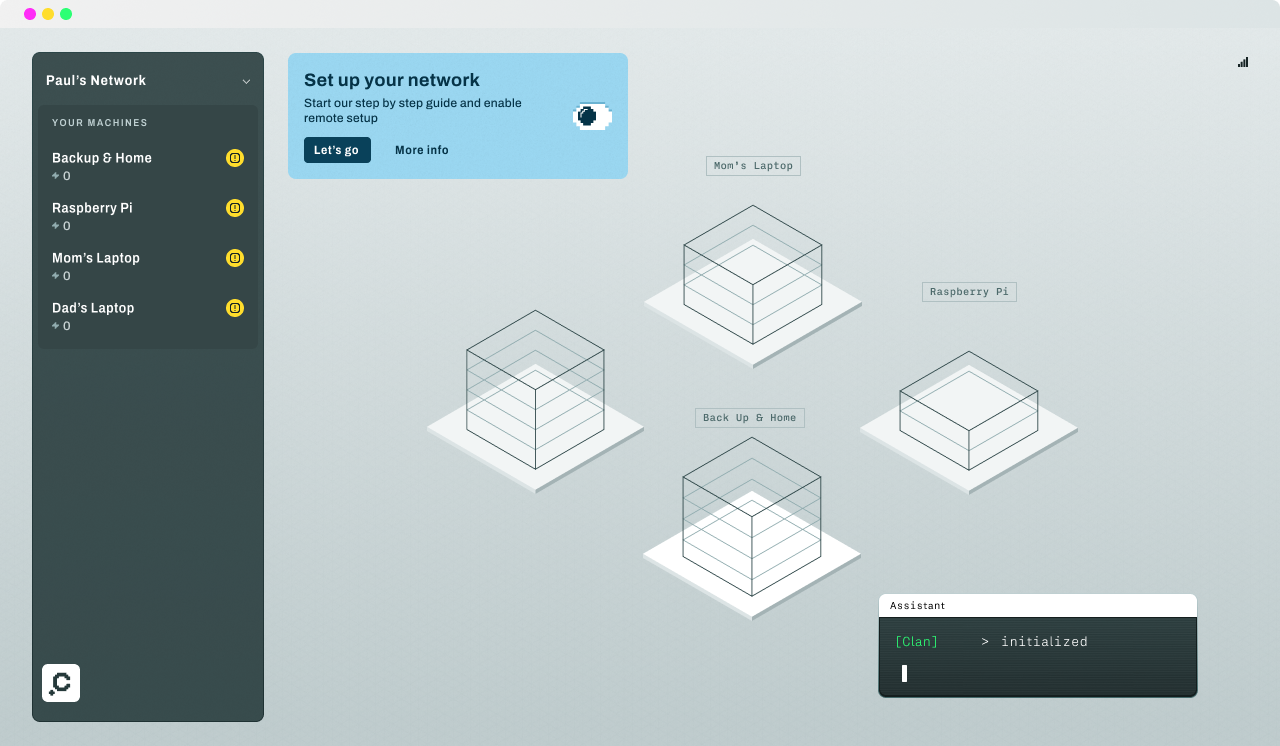 Paul's Network
YOUR MACHINES
Backup & Home
0
Raspberry Pi
0
Mom's Laptop
0
Dad's Laptop
0
Set up your network
Start our step by step guide and enable
remote setup
Let's go
More info
Mom's Laptop
Raspberry Pi
Back Up & Home
Assistant
[Clan] > initialized